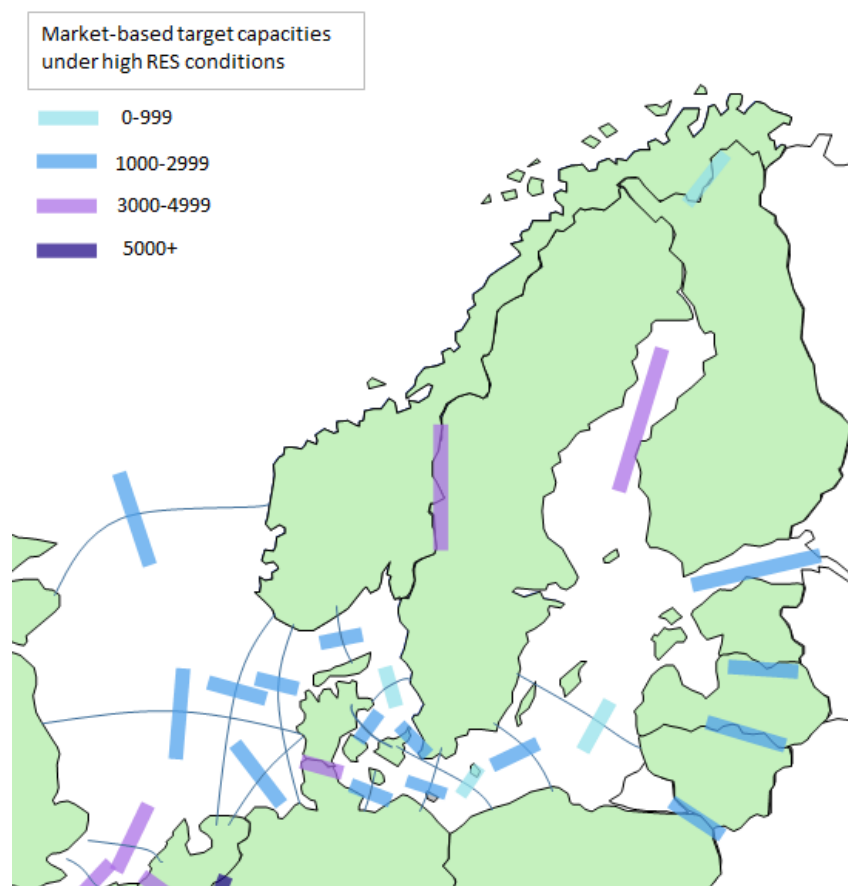 Market-based target capacities
under high RES conditions
0-999
1000-2999
3000-4999
5000+